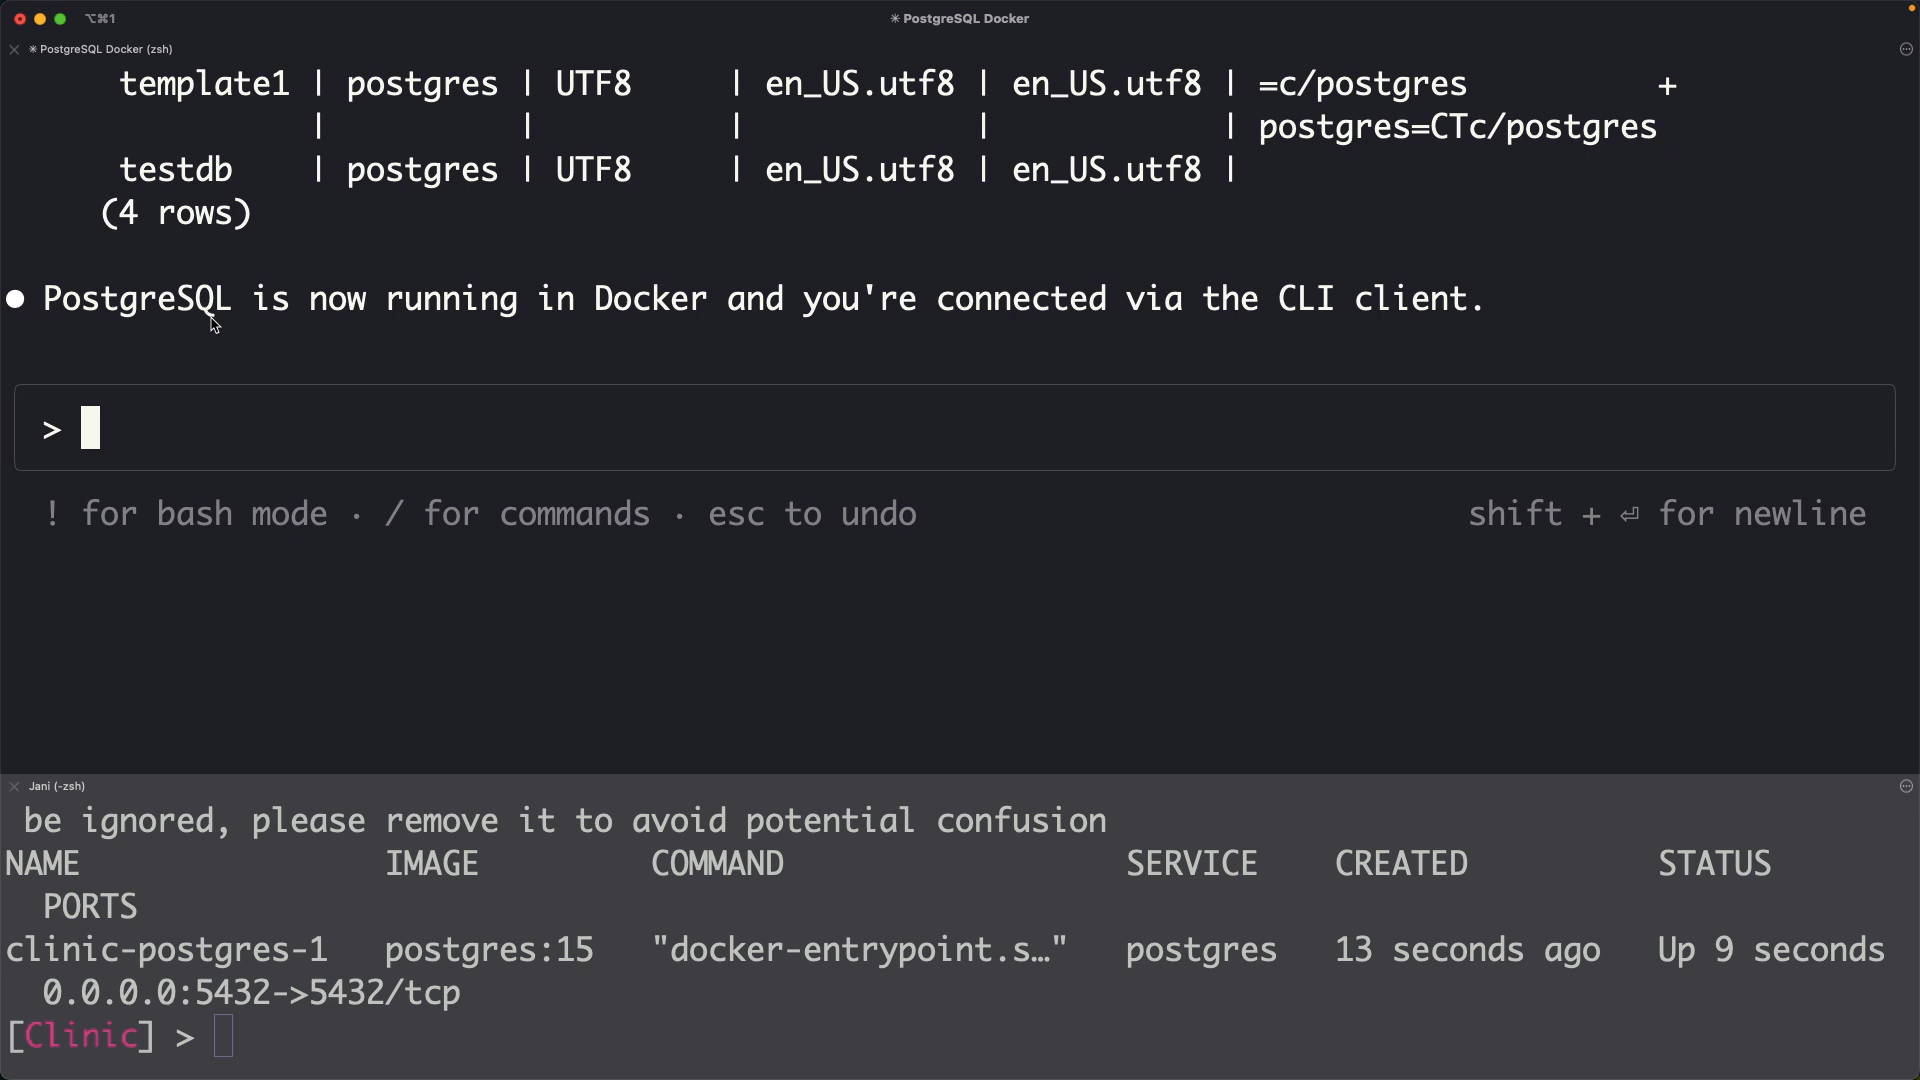 ⌥⌘1
✳ PostgreSQL Docker
✳ PostgreSQL Docker (zsh)
template1 | postgres | UTF8 | en_US.utf8 | en_US.utf8 | =c/postgres +
| | | | | postgres=CTc/postgres
testdb | postgres | UTF8 | en_US.utf8 | en_US.utf8 |
(4 rows)
● PostgreSQL is now running in Docker and you're connected via the CLI client.
>
! for bash mode · / for commands · esc to undo
shift + ⏎ for newline
Jani (-zsh)
be ignored, please remove it to avoid potential confusion
NAME IMAGE COMMAND SERVICE CREATED STATUS
PORTS
clinic-postgres-1 postgres:15 "docker-entrypoint.s…" postgres 13 seconds ago Up 9 seconds
0.0.0.0:5432->5432/tcp
[Clinic] >